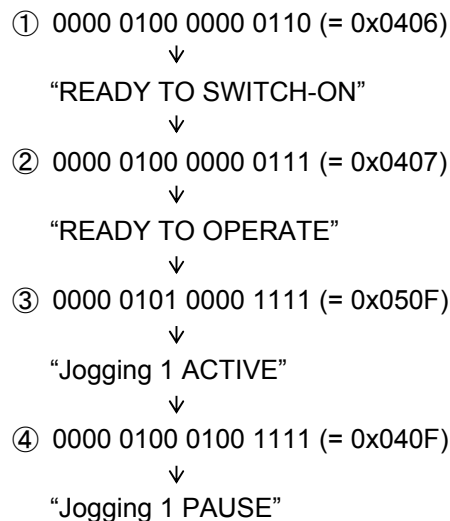 ① 0000 0100 0000 0110 (= 0x0406)
“READY TO SWITCH-ON”
② 0000 0100 0000 0111 (= 0x0407)
“READY TO OPERATE”
③ 0000 0101 0000 1111 (= 0x050F)
“Jogging 1 ACTIVE”
④ 0000 0100 0100 1111 (= 0x040F)
“Jogging 1 PAUSE”